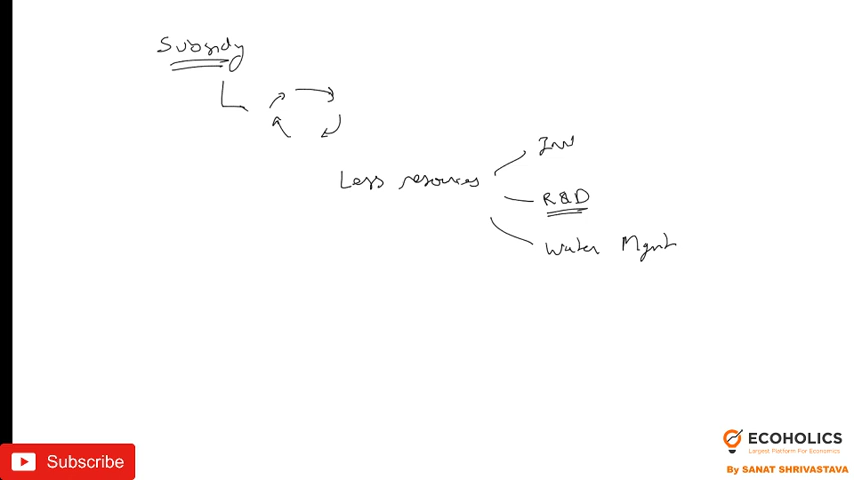 Subsidy
Inv
Less resources
R&D
Water Mgmt
Subscribe
ECOHOLICS
Largest Platform For Economics
By SANAT SHRIVASTAVA